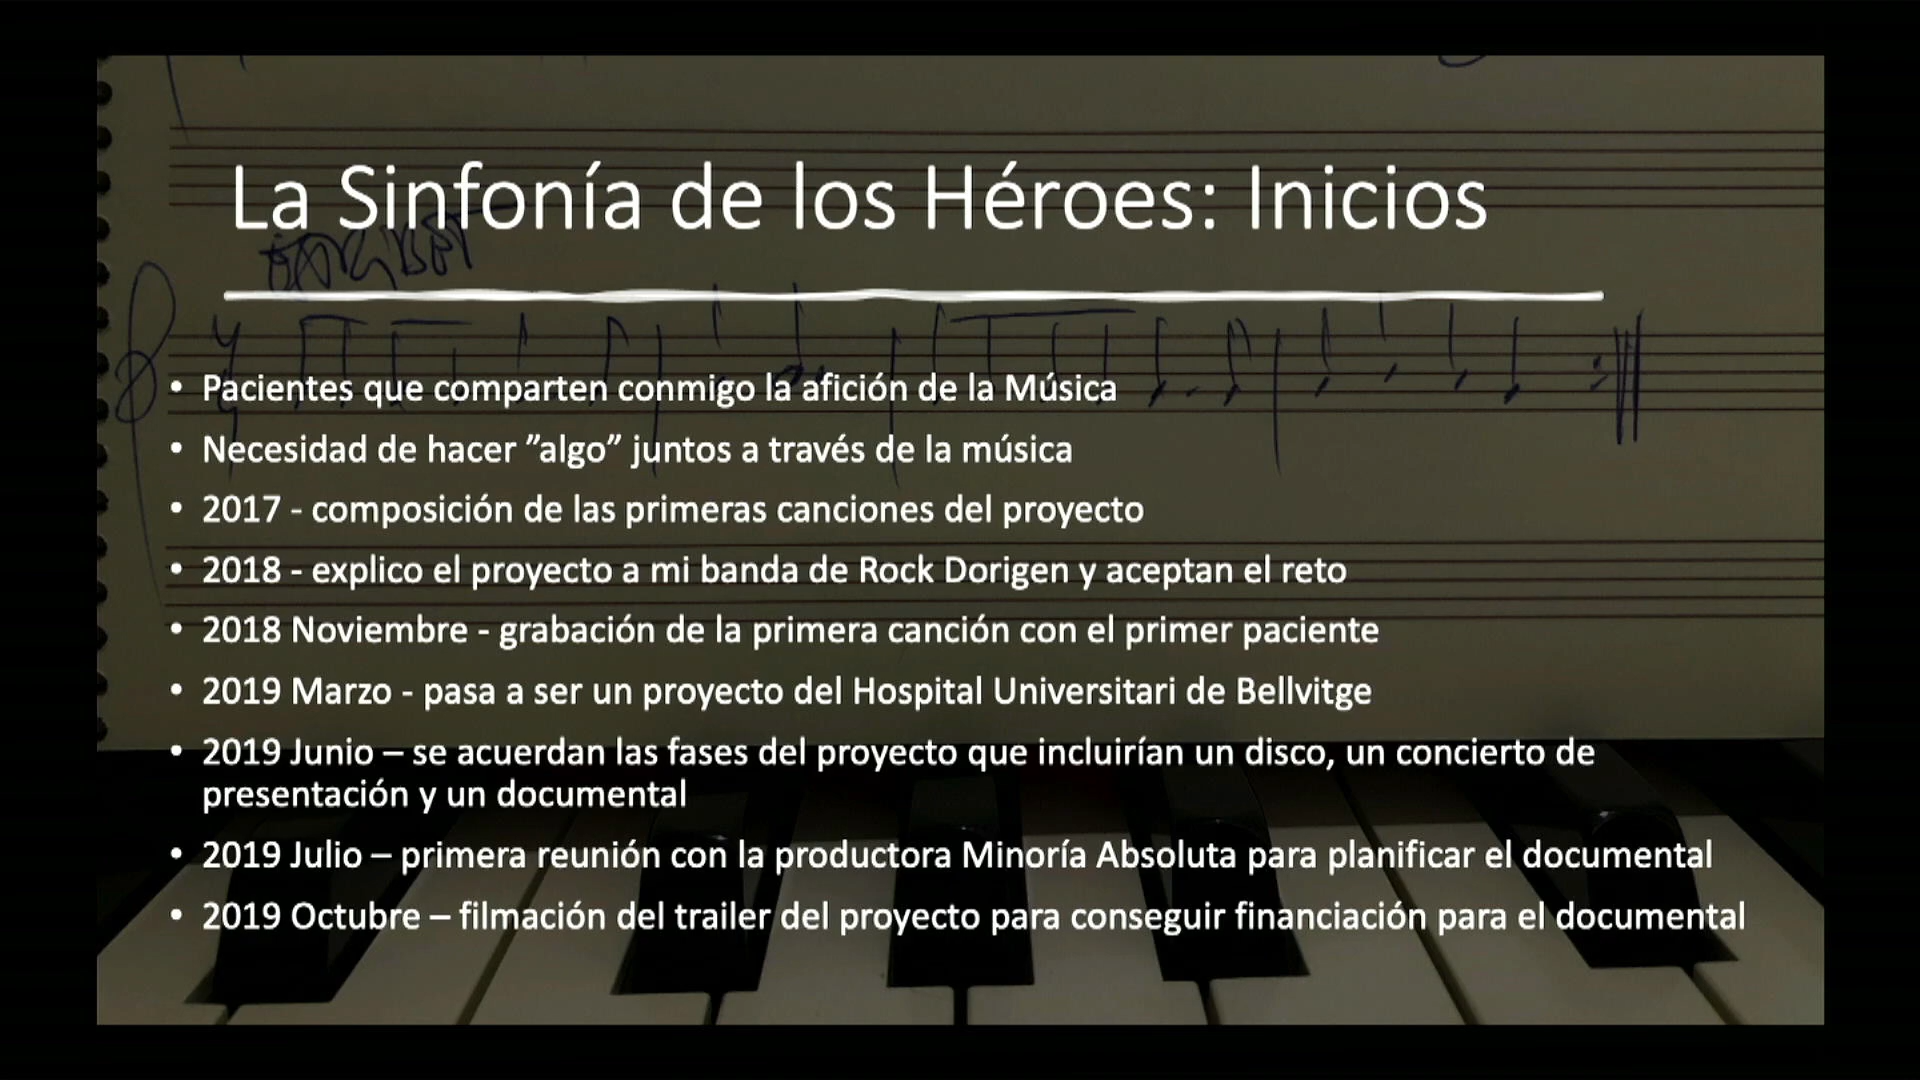 La Sinfonía de los Héroes: Inicios
• Pacientes que comparten conmigo la afición de la Música
• Necesidad de hacer ”algo” juntos a través de la música
• 2017 - composición de las primeras canciones del proyecto
• 2018 - explico el proyecto a mi banda de Rock Dorigen y aceptan el reto
• 2018 Noviembre - grabación de la primera canción con el primer paciente
• 2019 Marzo - pasa a ser un proyecto del Hospital Universitari de Bellvitge
• 2019 Junio – se acuerdan las fases del proyecto que incluirían un disco, un concierto de
presentación y un documental
• 2019 Julio – primera reunión con la productora Minoría Absoluta para planificar el documental
• 2019 Octubre – filmación del trailer del proyecto para conseguir financiación para el documental